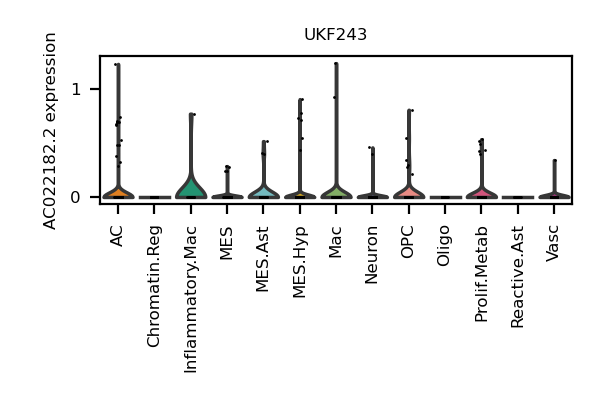 UKF243
AC022182.2 expression
1
0
AC
Chromatin.Reg
Inflammatory.Mac
MES
MES.Ast
MES.Hyp
Mac
Neuron
OPC
Oligo
Prolif.Metab
Reactive.Ast
Vasc